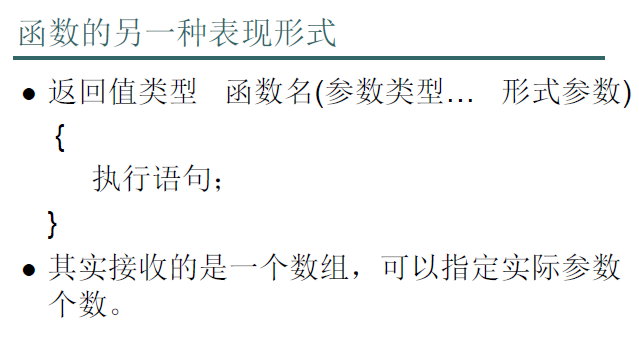 函数的另一种表现形式
● 返回值类型 函数名(参数类型… 形式参数)
{
执行语句;
}
● 其实接收的是一个数组，可以指定实际参数
个数。